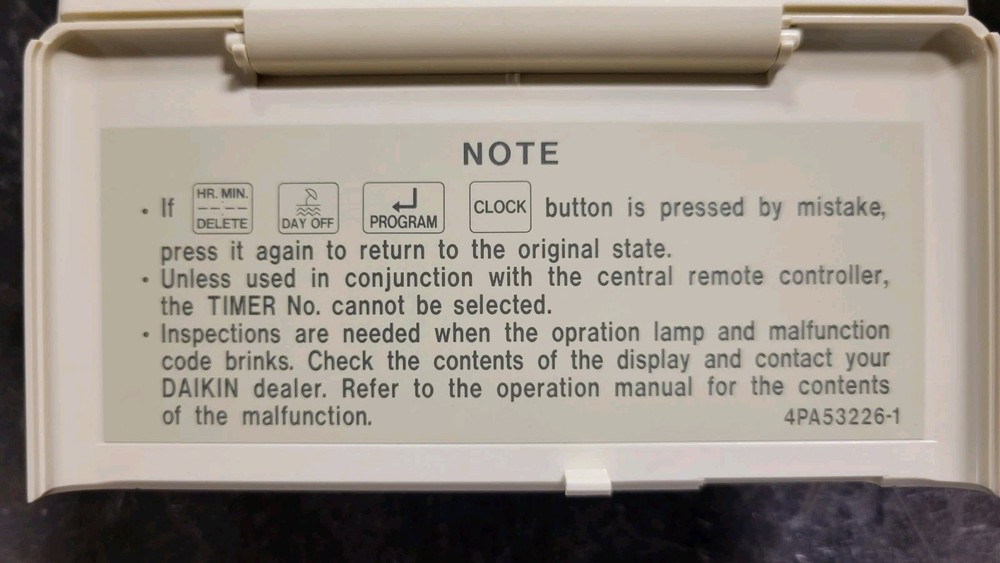 NOTE
• If HR. MIN. --:-- DELETE DAY OFF PROGRAM CLOCK button is pressed by mistake,
press it again to return to the original state.
• Unless used in conjunction with the central remote controller,
the TIMER No. cannot be selected.
• Inspections are needed when the opration lamp and malfunction
code brinks. Check the contents of the display and contact your
DAIKIN dealer. Refer to the operation manual for the contents
of the malfunction. 4PA53226-1